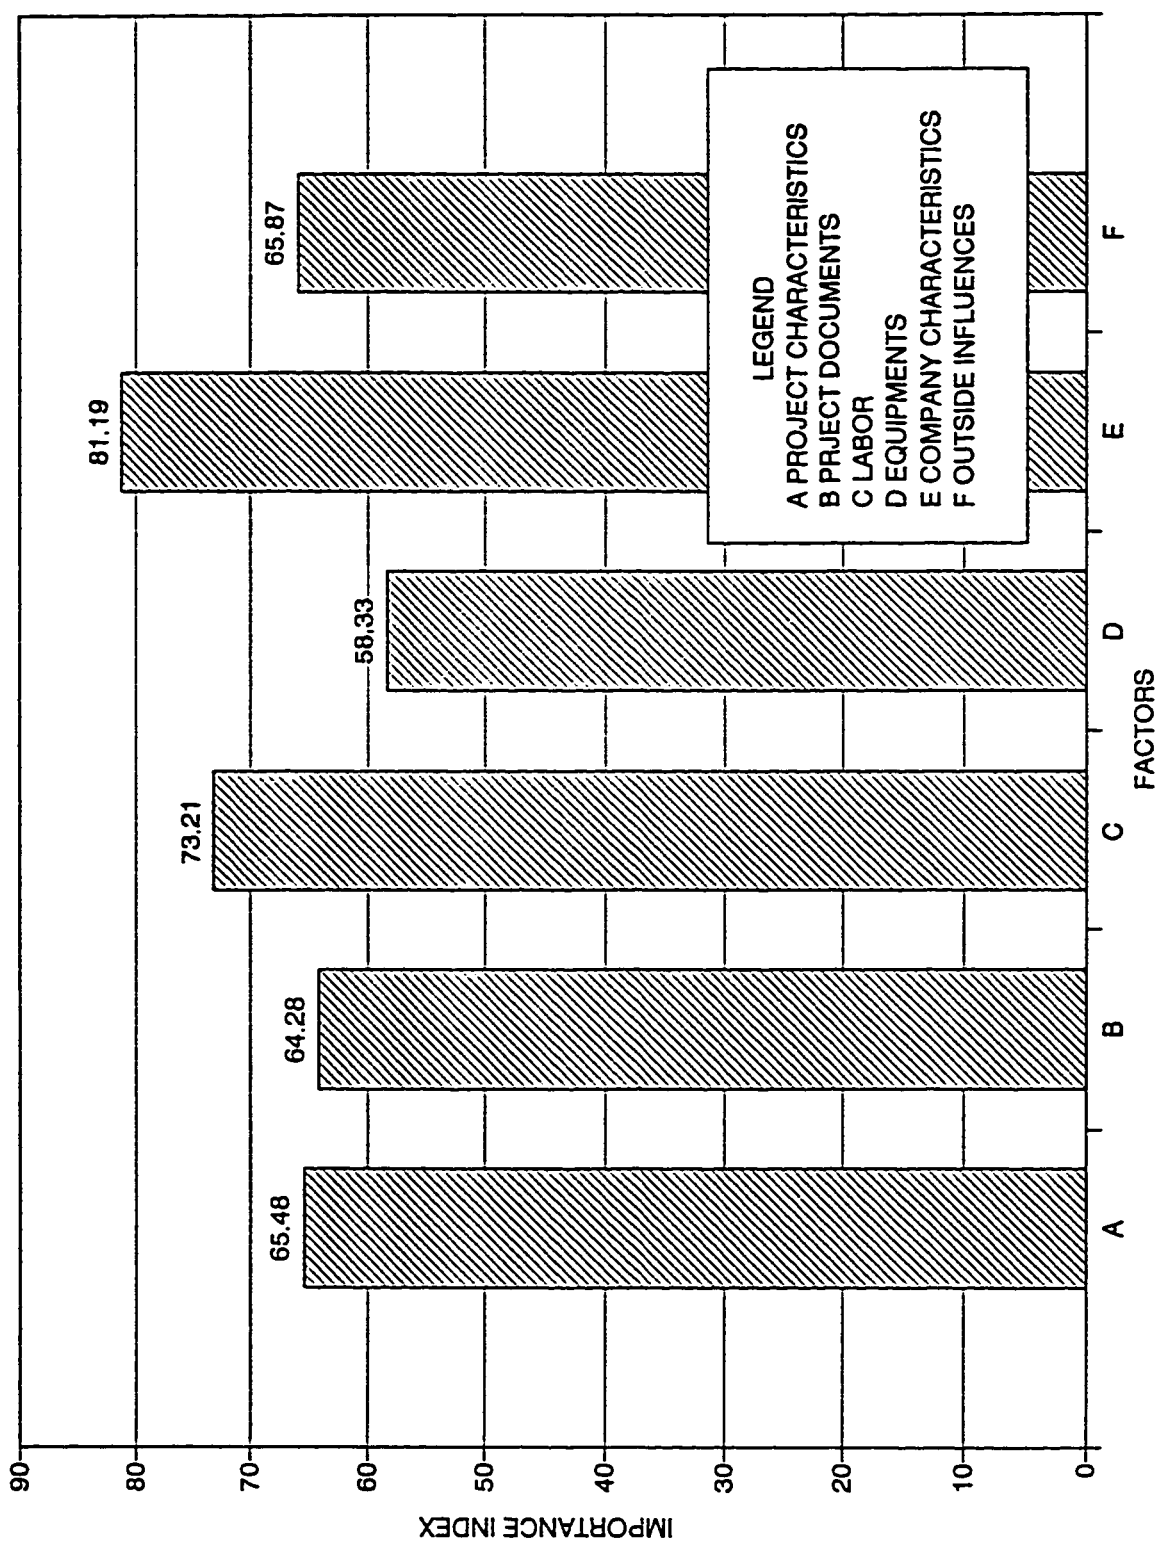 IMPORTANCE INDEX
90
80
70
60
50
40
30
20
10
0
65.48
64.28
73.21
58.33
81.19
65.87
LEGEND
A PROJECT CHARACTERISTICS
B PRJECT DOCUMENTS
C LABOR
D EQUIPMENTS
E COMPANY CHARACTERISTICS
F OUTSIDE INFLUENCES
A B C D E F
FACTORS